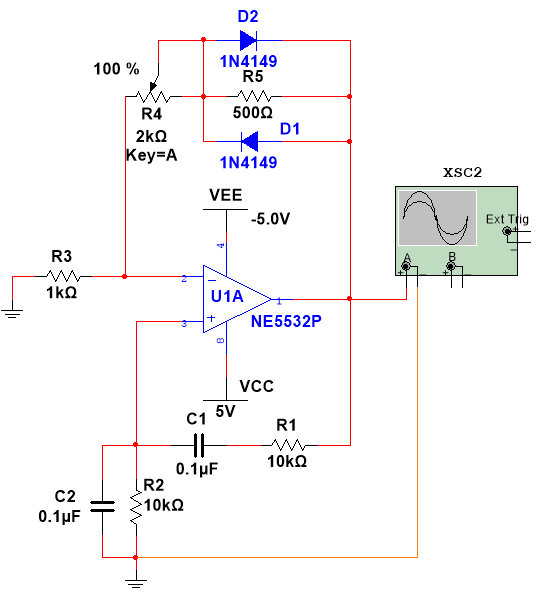 D2
1N4149
100 %
R5
500Ω
R4
2kΩ
Key=A
D1
1N4149
XSC2
Ext Trig
+
-
A
B
+
-
+
-
VEE
-5.0V
4
R3
1kΩ
2
-
U1A
1
3
+
NE5532P
8
VCC
5V
C1
0.1µF
R1
10kΩ
C2
0.1µF
R2
10kΩ